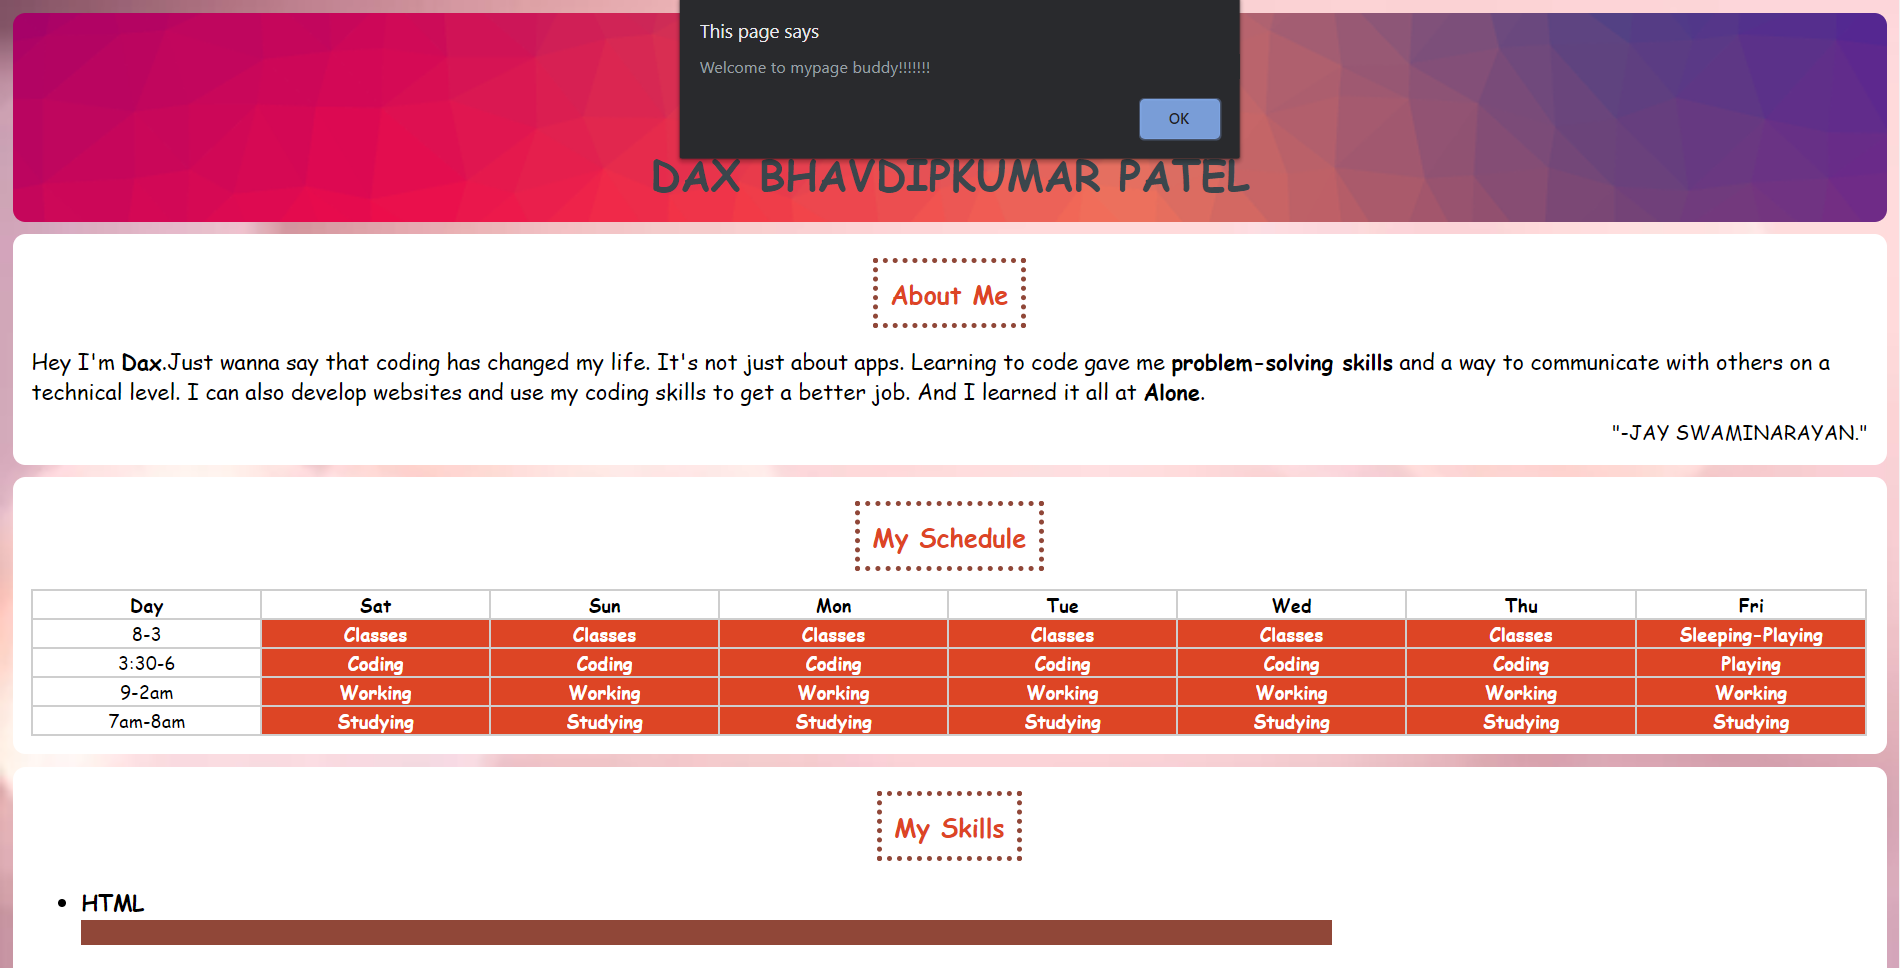 This page says
Welcome to mypage buddy!!!!!!!
OK
DAX BHAVDIPKUMAR PATEL
About Me
Hey I'm Dax.Just wanna say that coding has changed my life. It's not just about apps. Learning to code gave me problem-solving skills and a way to communicate with others on a
technical level. I can also develop websites and use my coding skills to get a better job. And I learned it all at Alone.
"-JAY SWAMINARAYAN."
My Schedule
Day Sat Sun Mon Tue Wed Thu Fri
8-3 Classes Classes Classes Classes Classes Classes Sleeping-Playing
3:30-6 Coding Coding Coding Coding Coding Coding Playing
9-2am Working Working Working Working Working Working Working
7am-8am Studying Studying Studying Studying Studying Studying Studying
My Skills
• HTML